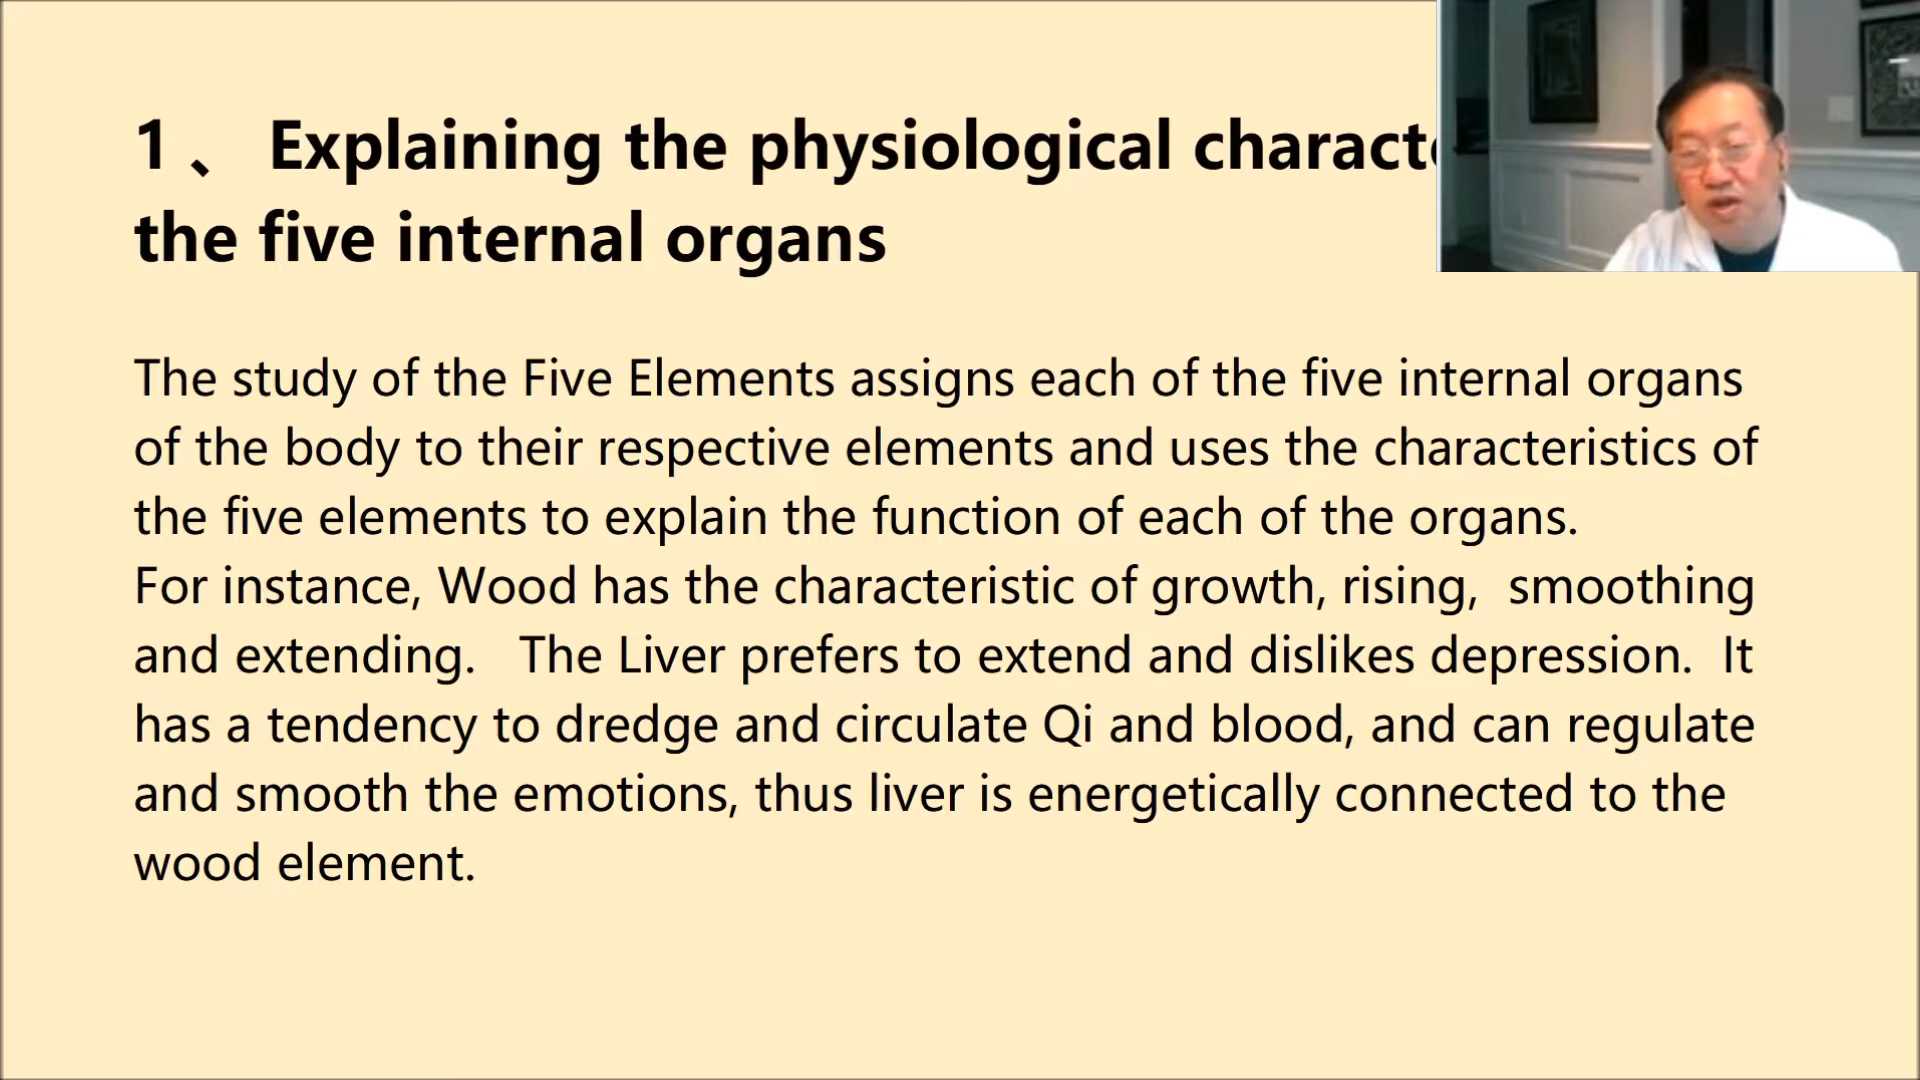 1、 Explaining the physiological
the five internal organs
The study of the Five Elements assigns each of the five internal organs
of the body to their respective elements and uses the characteristics of
the five elements to explain the function of each of the organs.
For instance, Wood has the characteristic of growth, rising,  smoothing
and extending.   The Liver prefers to extend and dislikes depression.  It
has a tendency to dredge and circulate Qi and blood, and can regulate
and smooth the emotions, thus liver is energetically connected to the
wood element.